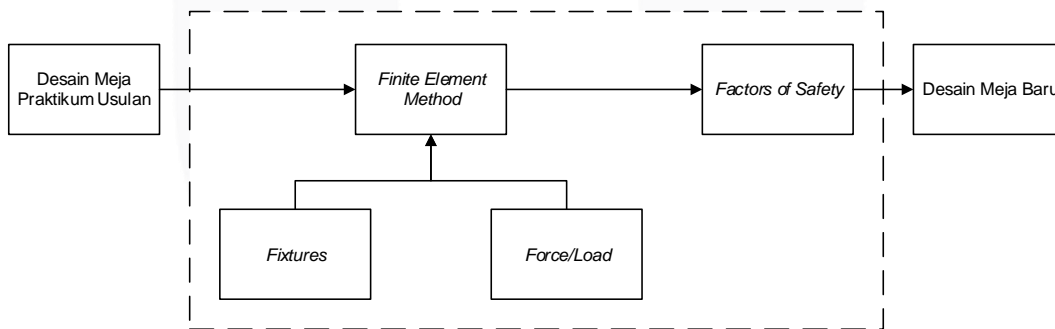 Desain Meja
Praktikum Usulan
Finite Element
Method
Factors of Safety
Desain Meja Baru
Fixtures
Force/Load